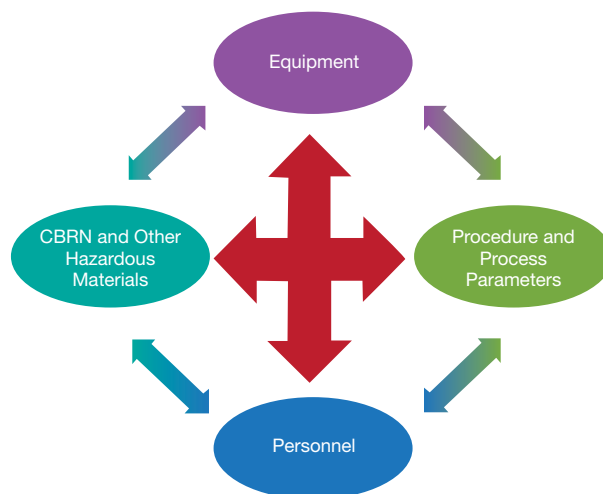 Equipment
CBRN and Other
Hazardous
Materials
Procedure and
Process
Parameters
Personnel